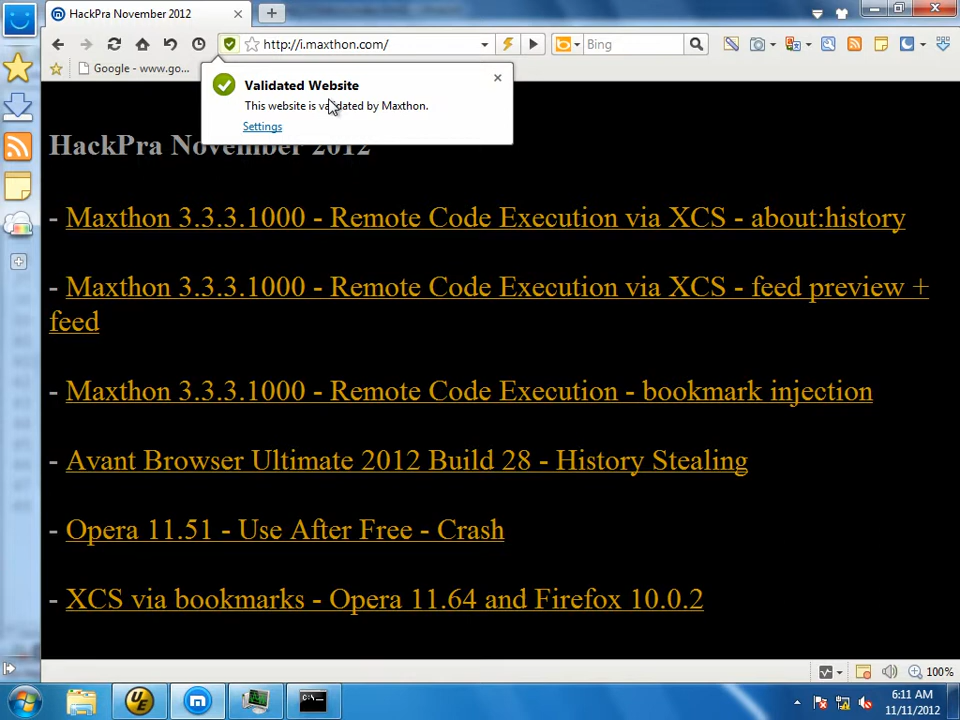 HackPra November 2012
http://i.maxthon.com/
Bing
Google - www.go...
Validated Website
This website is validated by Maxthon.
Settings
HackPra November 2012
- Maxthon 3.3.3.1000 - Remote Code Execution via XCS - about:history
- Maxthon 3.3.3.1000 - Remote Code Execution via XCS - feed preview +
feed
- Maxthon 3.3.3.1000 - Remote Code Execution - bookmark injection
- Avant Browser Ultimate 2012 Build 28 - History Stealing
- Opera 11.51 - Use After Free - Crash
- XCS via bookmarks - Opera 11.64 and Firefox 10.0.2
100%
6:11 AM
11/11/2012